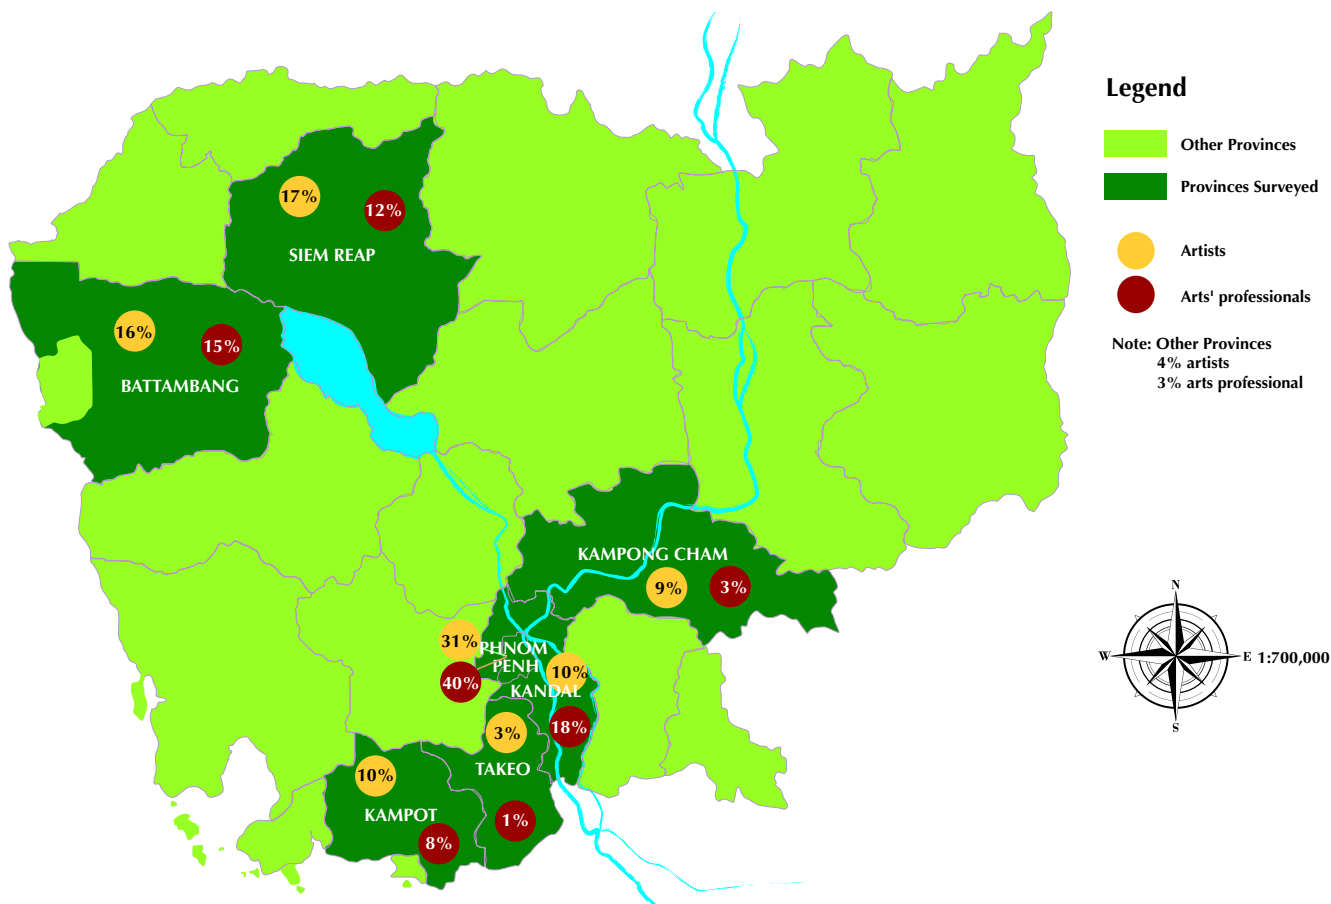 Legend
Other Provinces
Provinces Surveyed
Artists
Arts' professionals
Note: Other Provinces
4% artists
3% arts professional
17%
12%
SIEM REAP
16%
15%
BATTAMBANG
KAMPONG CHAM
9%
3%
31%
PHNOM
PENH
40%
10%
KANDAL
18%
3%
TAKEO
1%
10%
KAMPOT
8%
N
W
E 1:700,000
S